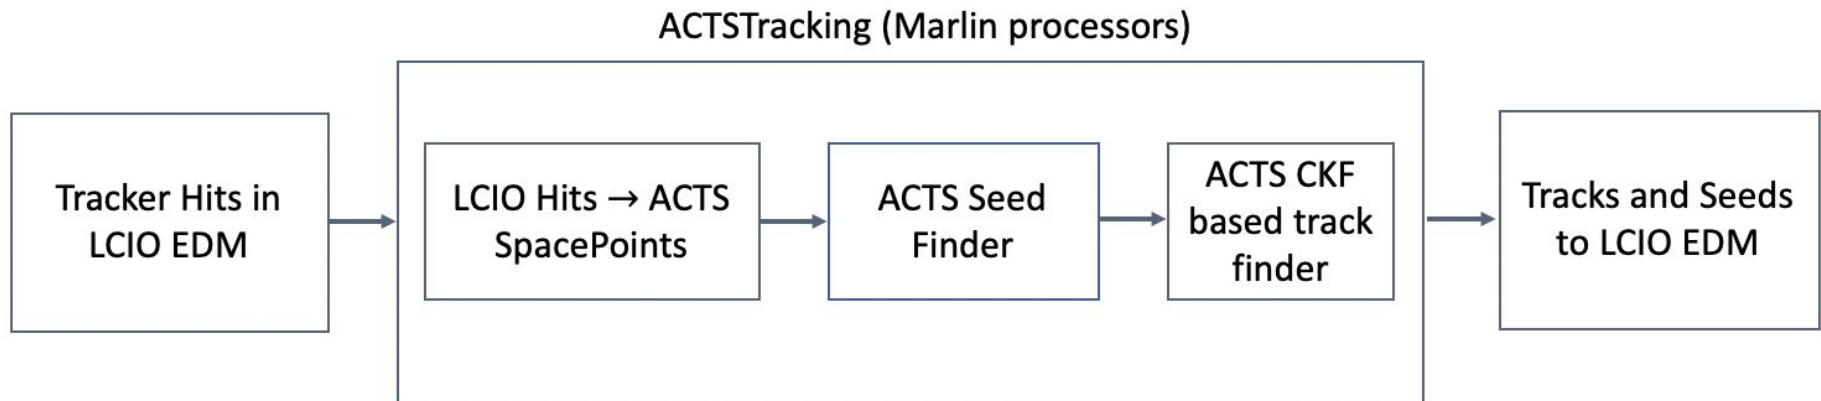 ACTSTracking (Marlin processors)
Tracker Hits in
LCIO EDM
LCIO Hits → ACTS
SpacePoints
ACTS Seed
Finder
ACTS CKF
based track
finder
Tracks and Seeds
to LCIO EDM